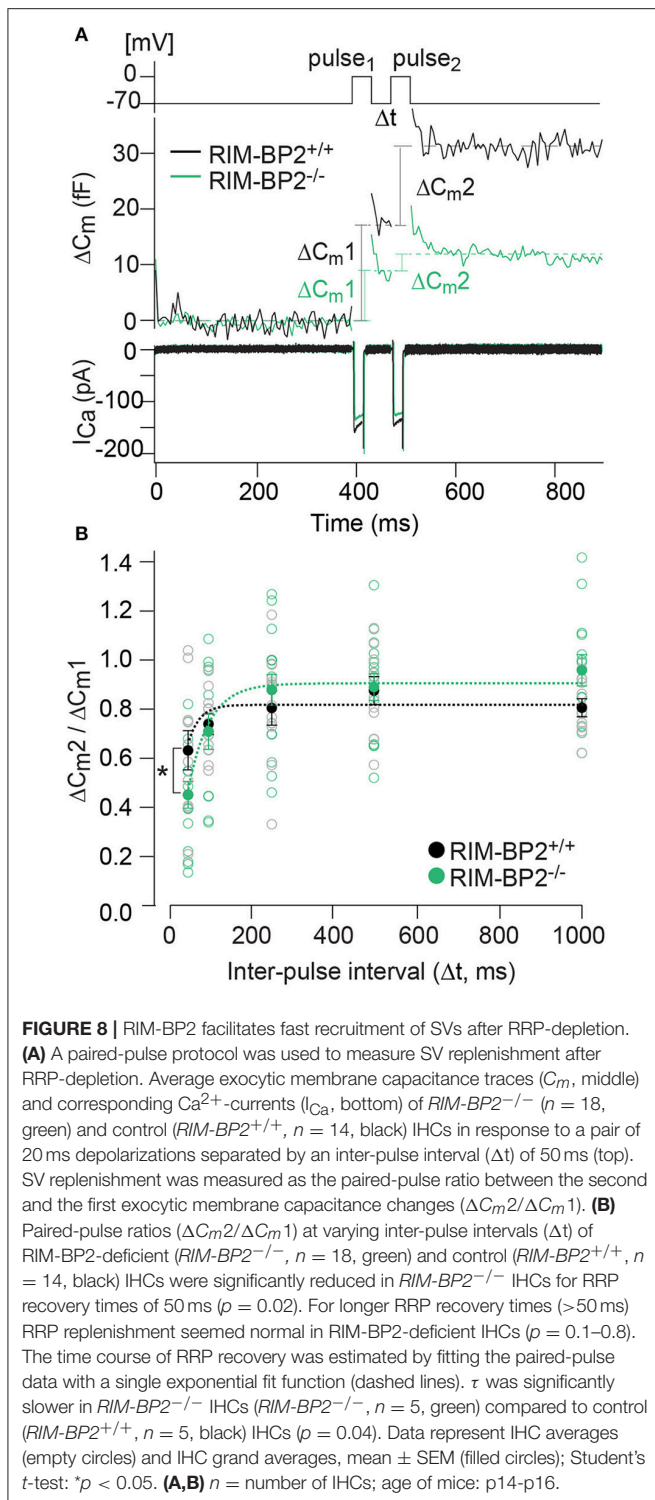 A
[mV]
pulse1 pulse2
0
-70
Δt
RIM-BP2+/+
RIM-BP2-/-
30
20
10
0
ΔCm (fF)
ΔCm2
ΔCm1
ΔCm1
ΔCm2
0
-100
-200
ICa (pA)
0 200 400 600 800
Time (ms)
B
1.4
1.2
1.0
0.8
0.6
0.4
0.2
0.0
ΔCm2 / ΔCm1
*
RIM-BP2+/+
RIM-BP2-/-
0 200 400 600 800 1000
Inter-pulse interval (Δt, ms)
FIGURE 8 | RIM-BP2 facilitates fast recruitment of SVs after RRP-depletion.
(A) A paired-pulse protocol was used to measure SV replenishment after
RRP-depletion. Average exocytic membrane capacitance traces (Cm, middle)
and corresponding Ca2+-currents (ICa, bottom) of RIM-BP2−/− (n = 18,
green) and control (RIM-BP2+/+, n = 14, black) IHCs in response to a pair of
20 ms depolarizations separated by an inter-pulse interval (Δt) of 50 ms (top).
SV replenishment was measured as the paired-pulse ratio between the second
and the first exocytic membrane capacitance changes (ΔCm2/ΔCm1). (B)
Paired-pulse ratios (ΔCm2/ΔCm1) at varying inter-pulse intervals (Δt) of
RIM-BP2-deficient (RIM-BP2−/−, n = 18, green) and control (RIM-BP2+/+, n
= 14, black) IHCs were significantly reduced in RIM-BP2−/− IHCs for RRP
recovery times of 50 ms (p = 0.02). For longer RRP recovery times (>50 ms)
RRP replenishment seemed normal in RIM-BP2-deficient IHCs (p = 0.1–0.8).
The time course of RRP recovery was estimated by fitting the paired-pulse
data with a single exponential fit function (dashed lines). τ was significantly
slower in RIM-BP2−/− IHCs (RIM-BP2−/−, n = 5, green) compared to control
(RIM-BP2+/+, n = 5, black) IHCs (p = 0.04). Data represent IHC averages
(empty circles) and IHC grand averages, mean ± SEM (filled circles); Student's
t-test: *p < 0.05. (A,B) n = number of IHCs; age of mice: p14-p16.